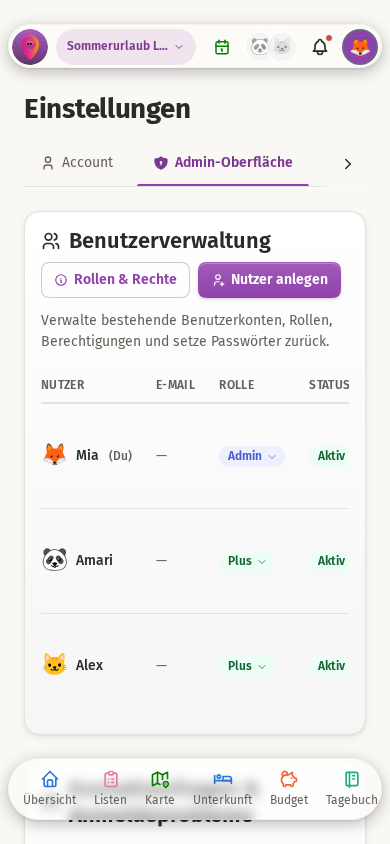 Sommerurlaub L...
Einstellungen
Account
Admin-Oberfläche
Benutzerverwaltung
Rollen & Rechte
Nutzer anlegen
Verwalte bestehende Benutzerkonten, Rollen,
Berechtigungen und setze Passwörter zurück.
NUTZER E-MAIL ROLLE STATUS
Mia (Du) — Admin Aktiv
Amari — Plus Aktiv
Alex — Plus Aktiv
Übersicht Listen Karte Unterkunft Budget Tagebuch
Anmeldeprobleme